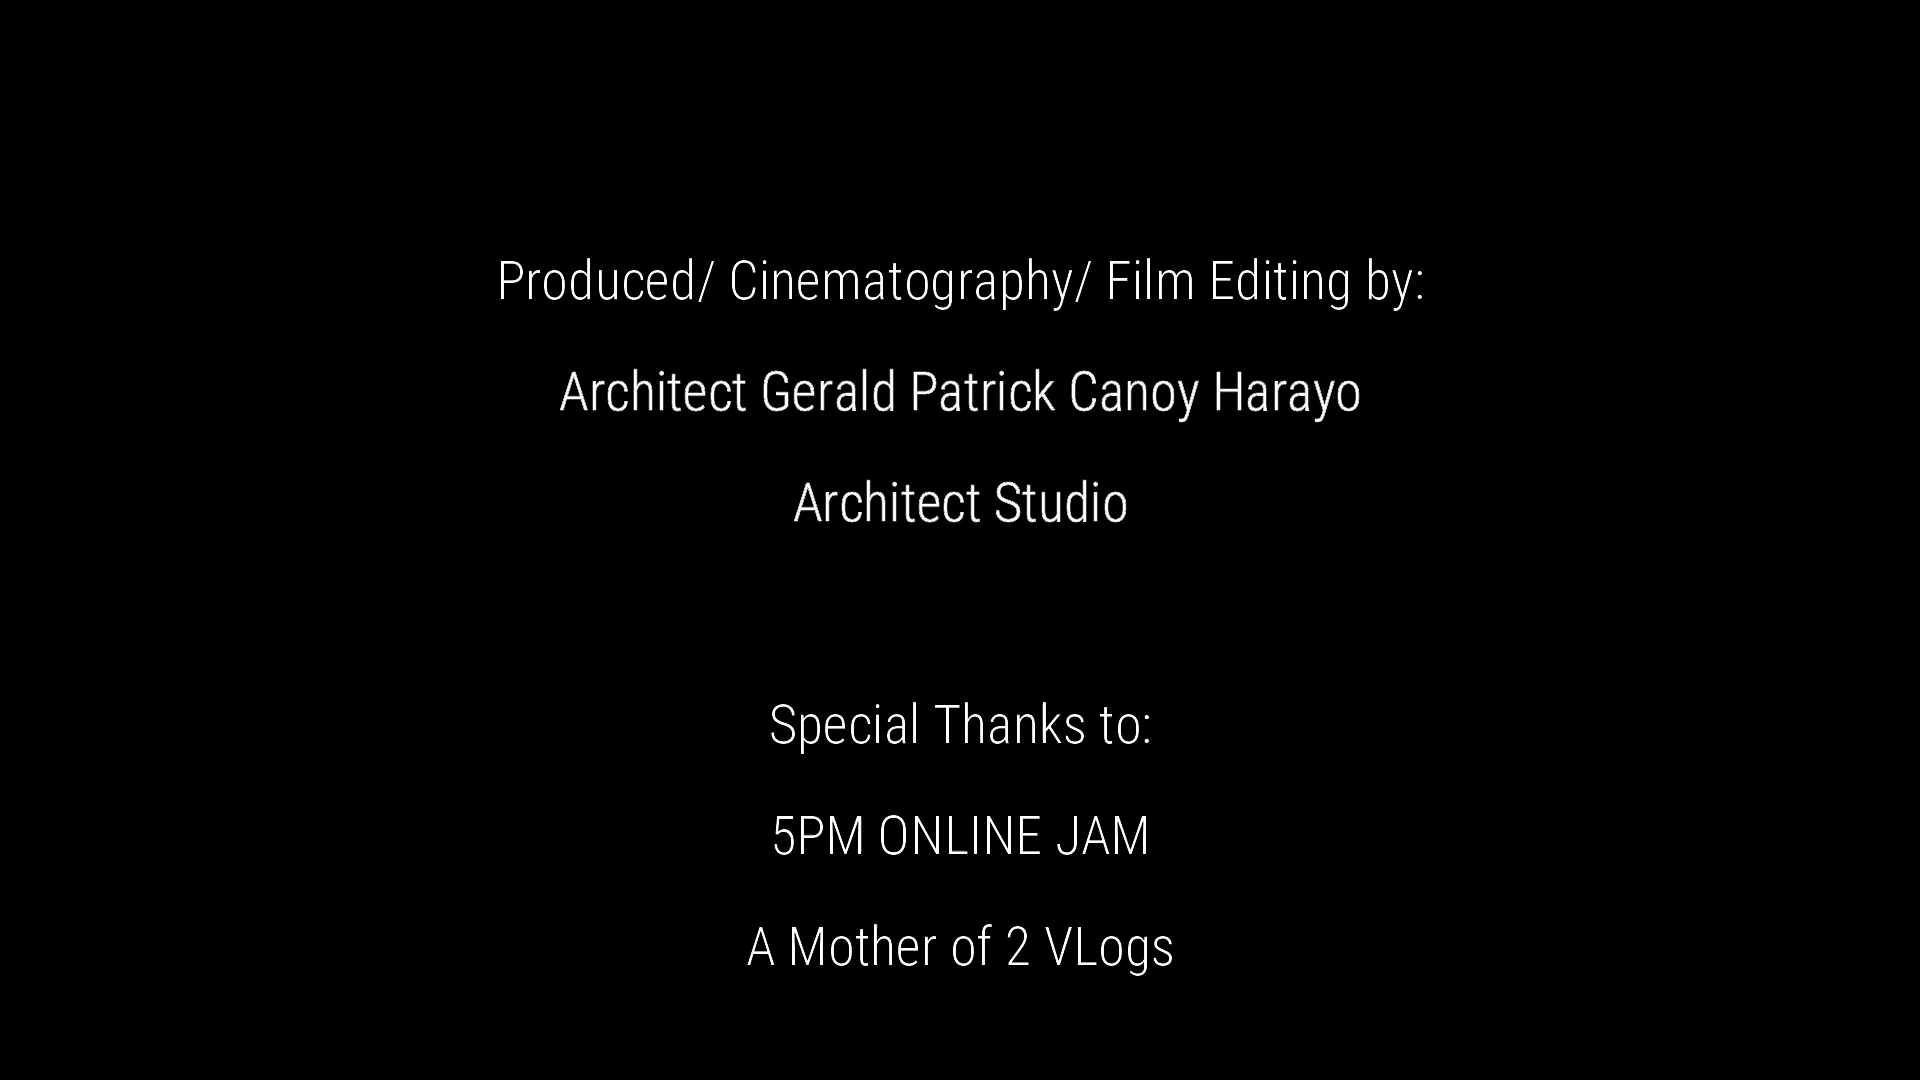 Produced/ Cinematography/ Film Editing by:
Architect Gerald Patrick Canoy Harayo
Architect Studio
Special Thanks to:
5PM ONLINE JAM
A Mother of 2 VLogs